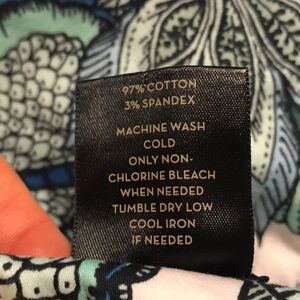 97% COTTON
3% SPANDEX
MACHINE WASH
COLD
ONLY NON-
CHLORINE BLEACH
WHEN NEEDED
TUMBLE DRY LOW
COOL IRON
IF NEEDED